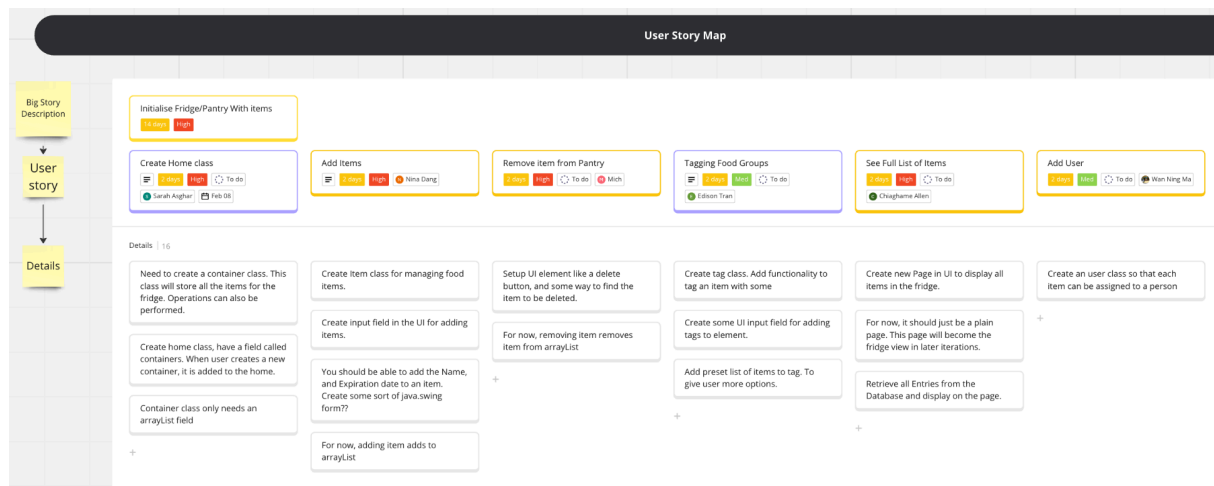 User Story Map
Big Story
Description
User
story
Details
Initialise Fridge/Pantry With items
14 days High
Create Home class
2 days High To do
Sarah Asghar Feb 08
Add Items
2 days High Nina Dang
Remove item from Pantry
2 days High To do Mich
Tagging Food Groups
2 days Med To do
Edison Tran
See Full List of Items
2 days High To do
Chiaghame Allen
Add User
2 days Med To do Wan Ning Ma
Details 16
Need to create a container class. This
class will store all the items for the
fridge. Operations can also be
performed.
Create home class, have a field called
containers. When user creates a new
container, it is added to the home.
Container class only needs an
arrayList field
Create Item class for managing food
items.
Create input field in the UI for adding
items.
You should be able to add the Name,
and Expiration date to an item.
Create some sort of java.swing
form??
For now, adding item adds to
arrayList
Setup UI element like a delete
button, and some way to find the
item to be deleted.
For now, removing item removes
item from arrayList
Create tag class. Add functionality to
tag an item with some
Create some UI input field for adding
tags to element.
Add preset list of items to tag. To
give user more options.
Create new Page in UI to display all
items in the fridge.
For now, it should just be a plain
page. This page will become the
fridge view in later iterations.
Retrieve all Entries from the
Database and display on the page.
Create an user class so that each
item can be assigned to a person